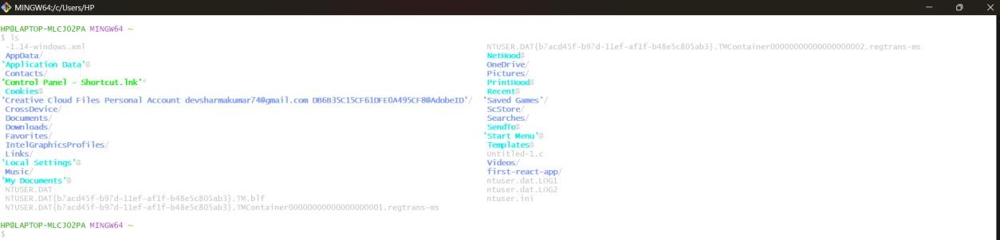 MINGW64:/c/Users/HP
HP@LAPTOP-MLCJO2PA MINGW64 ~
$ ls
-1.14-windows.xml
AppData/
'Application Data'@
Contacts/
'Control Panel - Shortcut.lnk'*
Cookies@
'Creative Cloud Files Personal Account devsharmakumar74@gmail.com DB6B35C15CF61DFE0A495CF8@AdobeID'/
CrossDevice/
Documents/
Downloads/
Favorites/
IntelGraphicsProfiles/
Links/
'Local Settings'@
Music/
'My Documents'@
NTUSER.DAT
NTUSER.DAT{b7acd45f-b97d-11ef-af1f-b48e5c805ab3}.TM.blf
NTUSER.DAT{b7acd45f-b97d-11ef-af1f-b48e5c805ab3}.TMContainer00000000000000000001.regtrans-ms
NTUSER.DAT{b7acd45f-b97d-11ef-af1f-b48e5c805ab3}.TMContainer00000000000000000002.regtrans-ms
NetHood@
OneDrive/
Pictures/
PrintHood@
Recent@
'Saved Games'/
ScStore/
Searches/
SendTo@
'Start Menu'@
Templates@
Untitled-1.c
Videos/
first-react-app/
ntuser.dat.LOG1
ntuser.dat.LOG2
ntuser.ini
HP@LAPTOP-MLCJO2PA MINGW64 ~
$